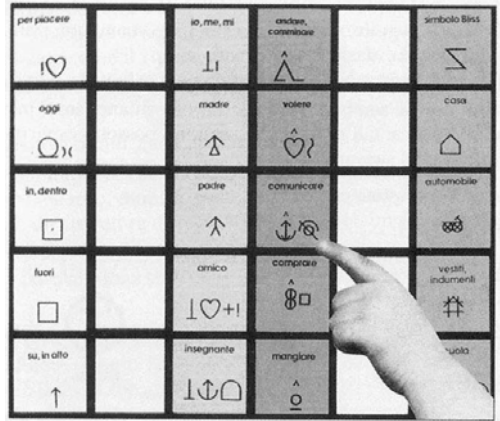 per piacere
io, me, mi
andare,
camminare
simbolo Bliss
oggi
madre
volere
casa
in, dentro
padre
comunicare
automobile
fuori
amico
comprare
vestiti,
indumenti
su, in alto
insegnante
mangiare
cuola